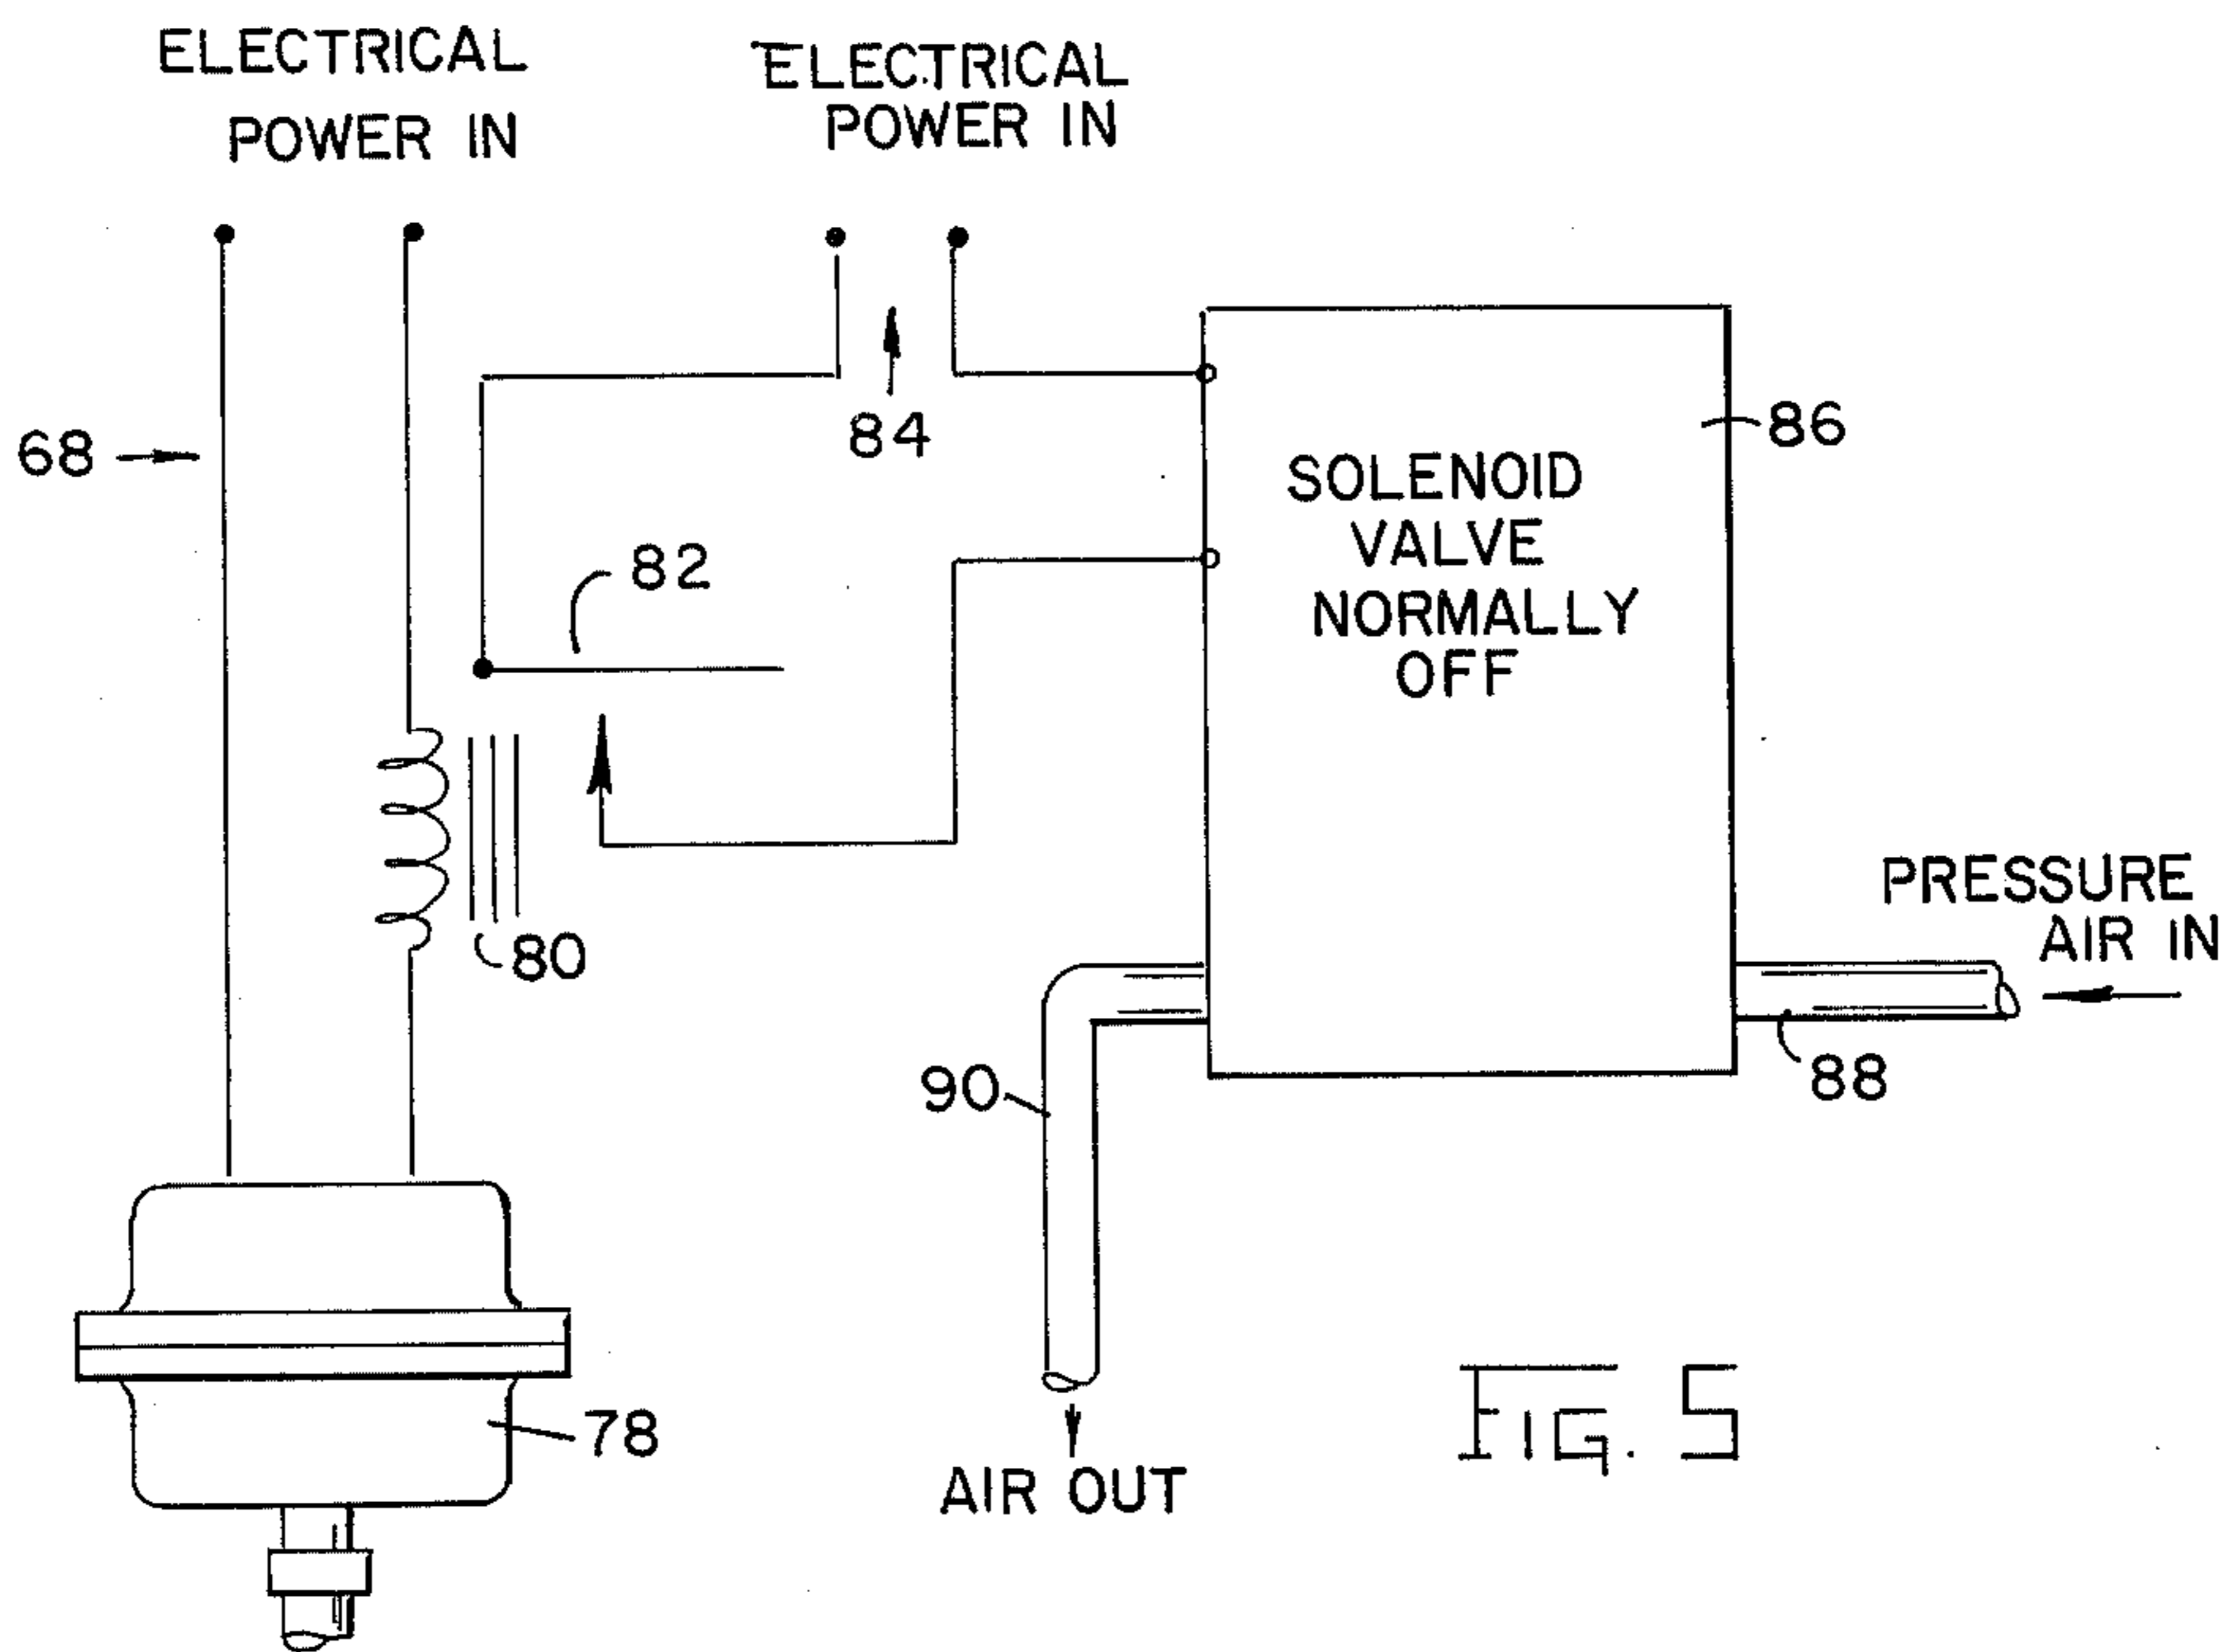 ELECTRICAL
POWER IN
ELECTRICAL
POWER IN
68
84
86
SOLENOID
VALVE
NORMALLY
OFF
82
80
PRESSURE
AIR IN
88
90
78
AIR OUT
FIG. 5